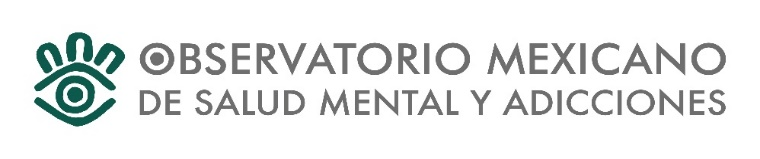 OBSERVATORIO MEXICANO
DE SALUD MENTAL Y ADICCIONES